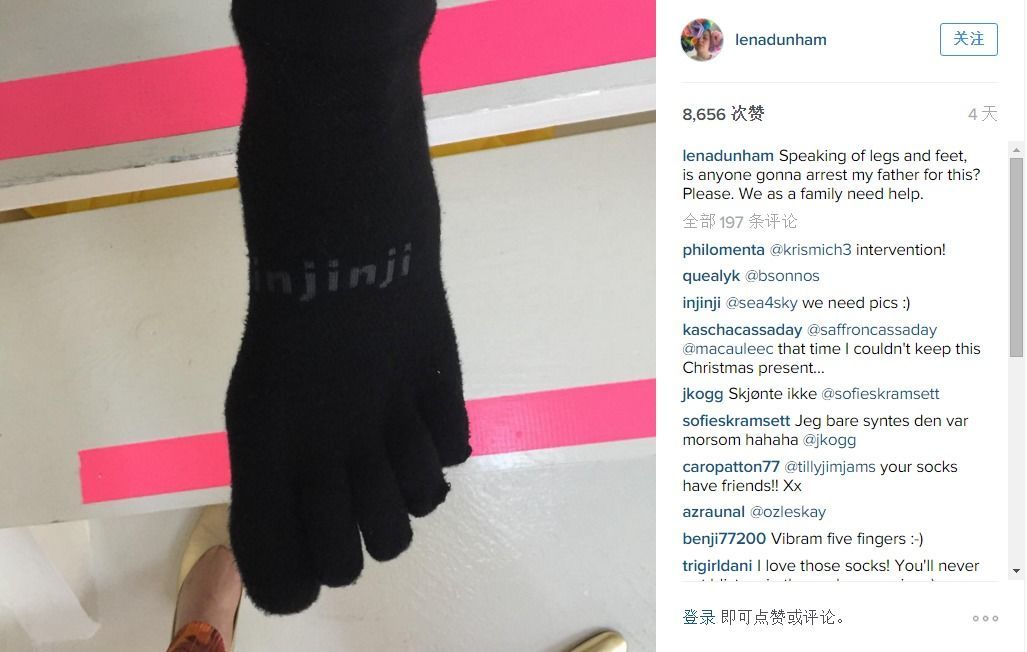 injinji
lenadunham
关注
8,656 次赞
4 天
lenadunham Speaking of legs and feet,
is anyone gonna arrest my father for this?
Please. We as a family need help.
全部 197 条评论
philomenta @krismich3 intervention!
quealyk @bsonnos
injinji @sea4sky we need pics :)
kaschacassaday @saffroncassaday
@macauleec that time I couldn't keep this
Christmas present...
jkogg Skjønte ikke @sofieskramsett
sofieskramsett Jeg bare syntes den var
morsom hahaha @jkogg
caropatton77 @tillyjimjams your socks
have friends!! Xx
azraunal @ozleskay
benji77200 Vibram five fingers :-)
trigirldani I love those socks! You'll never
登录 即可点赞或评论。